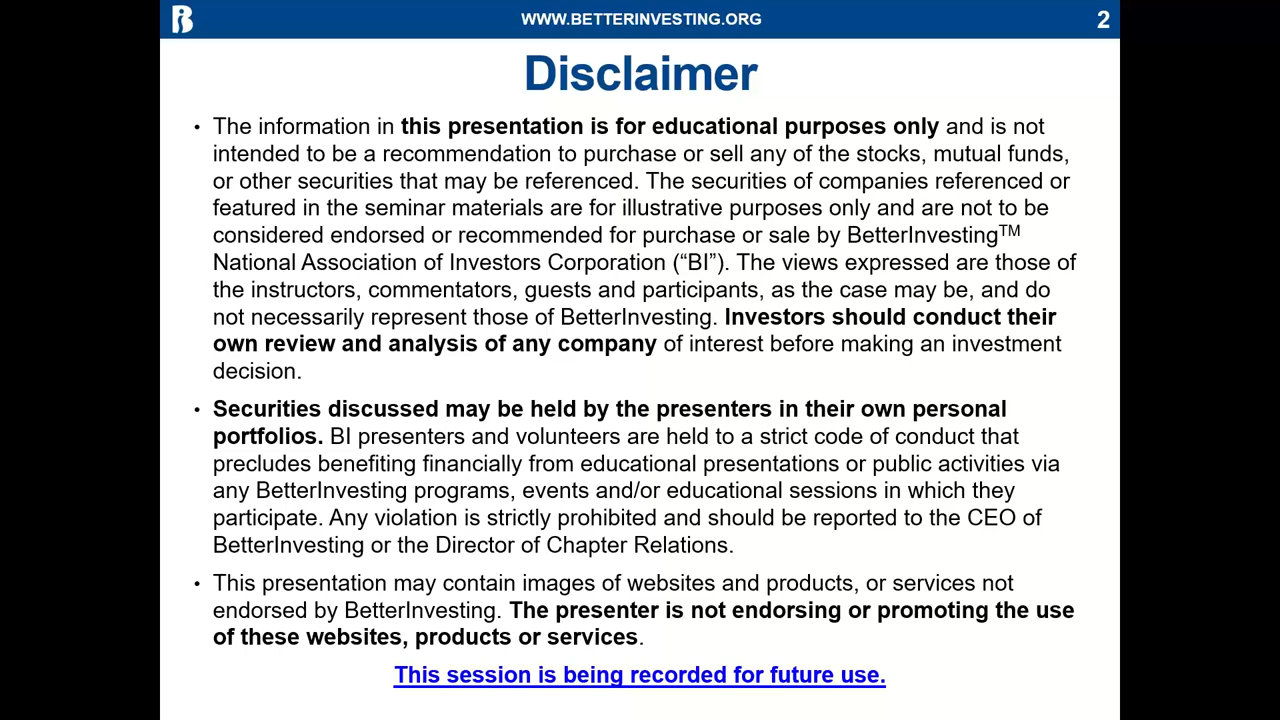 WWW.BETTERINVESTING.ORG
2
Disclaimer
• The information in this presentation is for educational purposes only and is not
intended to be a recommendation to purchase or sell any of the stocks, mutual funds,
or other securities that may be referenced. The securities of companies referenced or
featured in the seminar materials are for illustrative purposes only and are not to be
considered endorsed or recommended for purchase or sale by BetterInvesting™
National Association of Investors Corporation (“BI”). The views expressed are those of
the instructors, commentators, guests and participants, as the case may be, and do
not necessarily represent those of BetterInvesting. Investors should conduct their
own review and analysis of any company of interest before making an investment
decision.
• Securities discussed may be held by the presenters in their own personal
portfolios. BI presenters and volunteers are held to a strict code of conduct that
precludes benefiting financially from educational presentations or public activities via
any BetterInvesting programs, events and/or educational sessions in which they
participate. Any violation is strictly prohibited and should be reported to the CEO of
BetterInvesting or the Director of Chapter Relations.
• This presentation may contain images of websites and products, or services not
endorsed by BetterInvesting. The presenter is not endorsing or promoting the use
of these websites, products or services.
This session is being recorded for future use.